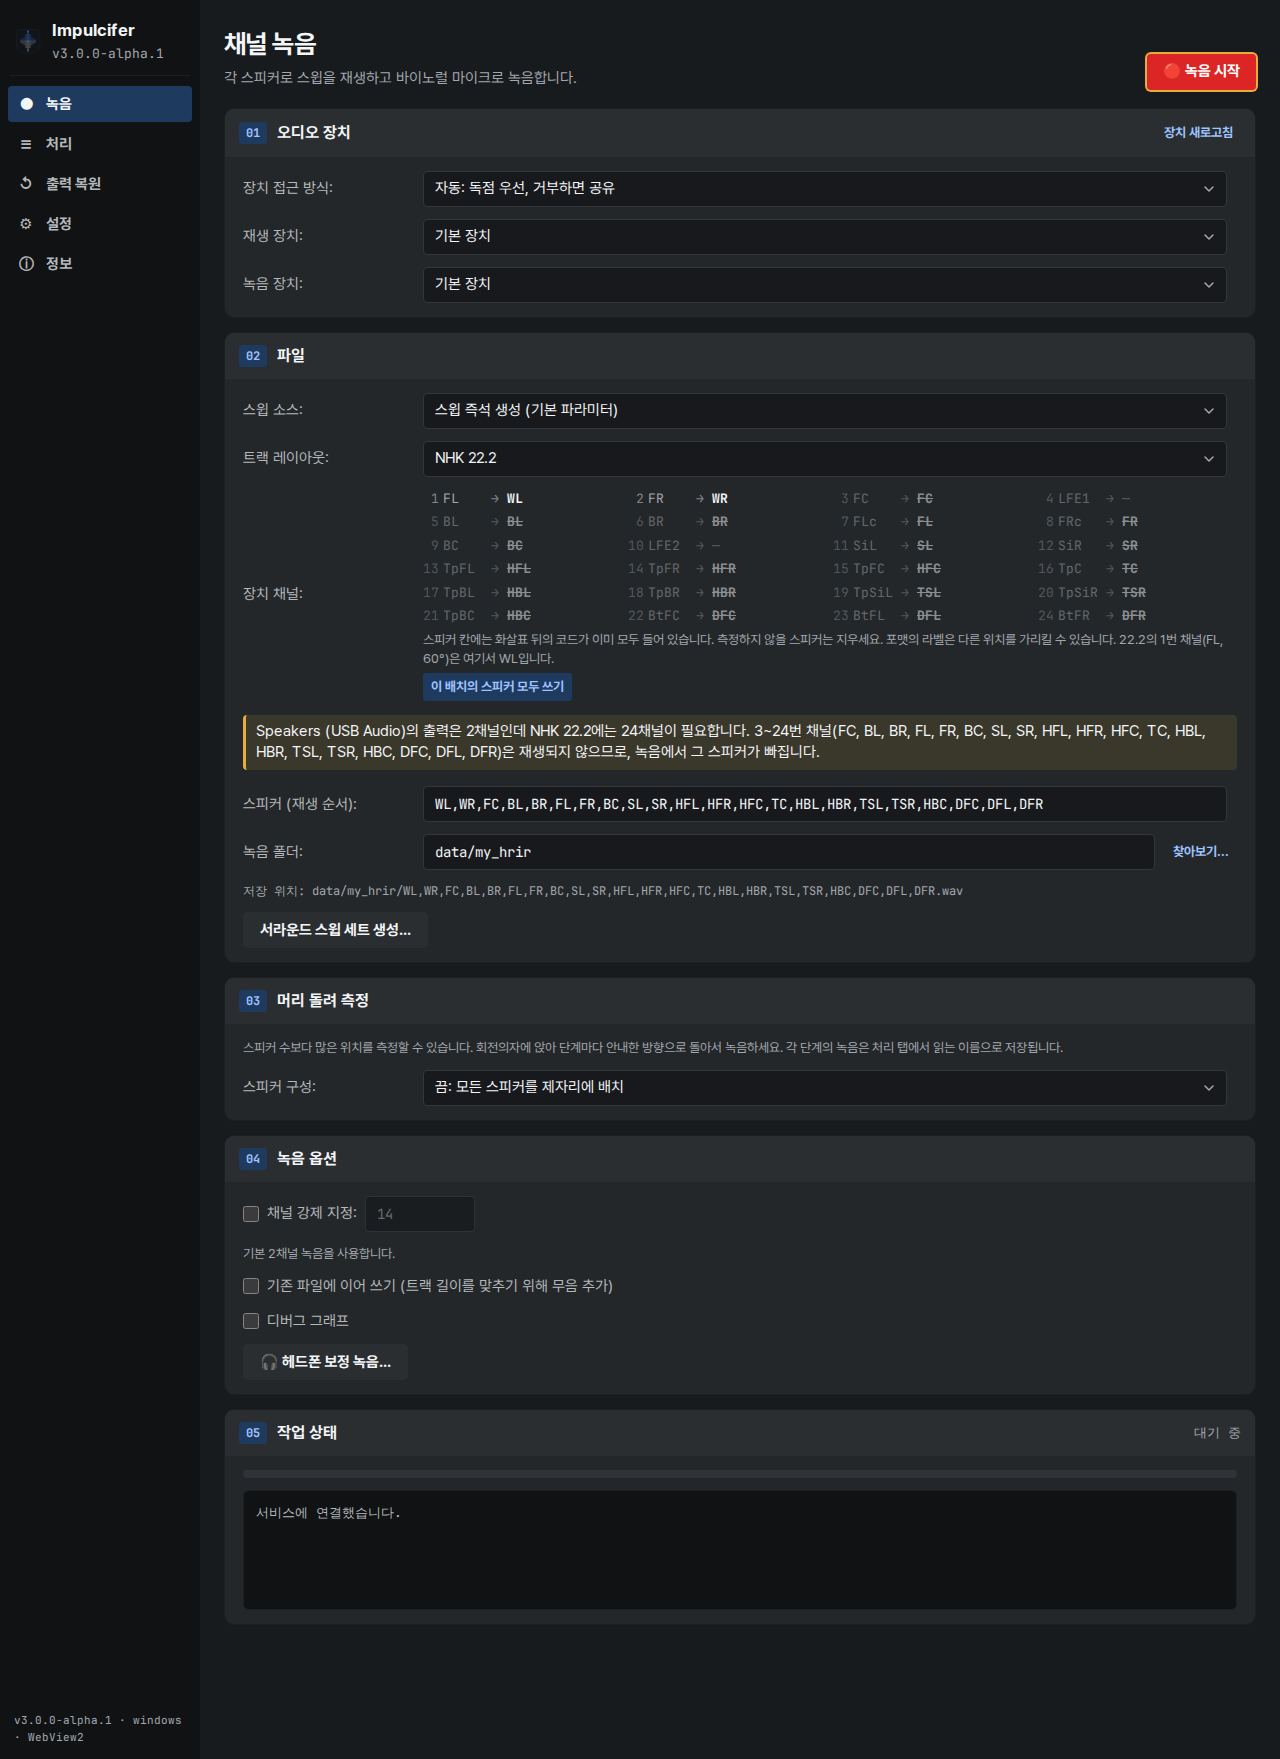 Impulcifer
v3.0.0-alpha.1
녹음
처리
출력 복원
설정
정보
v3.0.0-alpha.1 · windows
· WebView2
채널 녹음
각 스피커로 스윕을 재생하고 바이노럴 마이크로 녹음합니다.
녹음 시작
01 오디오 장치
장치 새로고침
장치 접근 방식: 자동: 독점 우선, 거부하면 공유
재생 장치: 기본 장치
녹음 장치: 기본 장치
02 파일
스윕 소스: 스윕 즉석 생성 (기본 파라미터)
트랙 레이아웃: NHK 22.2
장치 채널:
1 FL → WL 2 FR → WR 3 FC → FC 4 LFE1 → —
5 BL → BL 6 BR → BR 7 FLc → FL 8 FRc → FR
9 BC → BC 10 LFE2 → — 11 SiL → SL 12 SiR → SR
13 TpFL → HFL 14 TpFR → HFR 15 TpFC → HFC 16 TpC → TC
17 TpBL → HBL 18 TpBR → HBR 19 TpSiL → TSL 20 TpSiR → TSR
21 TpBC → HBC 22 BtFC → DFC 23 BtFL → DFL 24 BtFR → DFR
스피커 칸에는 화살표 뒤의 코드가 이미 모두 들어 있습니다. 측정하지 않을 스피커는 지우세요. 포맷의 라벨은 다른 위치를 가리킬 수 있습니다. 22.2의 1번 채널(FL,
60°)은 여기서 WL입니다.
이 배치의 스피커 모두 쓰기
Speakers (USB Audio)의 출력은 2채널인데 NHK 22.2에는 24채널이 필요합니다. 3~24번 채널(FC, BL, BR, FL, FR, BC, SL, SR, HFL, HFR, HFC, TC, HBL,
HBR, TSL, TSR, HBC, DFC, DFL, DFR)은 재생되지 않으므로, 녹음에서 그 스피커가 빠집니다.
스피커 (재생 순서): WL,WR,FC,BL,BR,FL,FR,BC,SL,SR,HFL,HFR,HFC,TC,HBL,HBR,TSL,TSR,HBC,DFC,DFL,DFR
녹음 폴더: data/my_hrir 찾아보기...
저장 위치: data/my_hrir/WL,WR,FC,BL,BR,FL,FR,BC,SL,SR,HFL,HFR,HFC,TC,HBL,HBR,TSL,TSR,HBC,DFC,DFL,DFR.wav
서라운드 스윕 세트 생성...
03 머리 돌려 측정
스피커 수보다 많은 위치를 측정할 수 있습니다. 회전의자에 앉아 단계마다 안내한 방향으로 돌아서 녹음하세요. 각 단계의 녹음은 처리 탭에서 읽는 이름으로 저장됩니다.
스피커 구성: 끔: 모든 스피커를 제자리에 배치
04 녹음 옵션
채널 강제 지정: 14
기본 2채널 녹음을 사용합니다.
기존 파일에 이어 쓰기 (트랙 길이를 맞추기 위해 무음 추가)
디버그 그래프
헤드폰 보정 녹음...
05 작업 상태
대기 중
서비스에 연결했습니다.